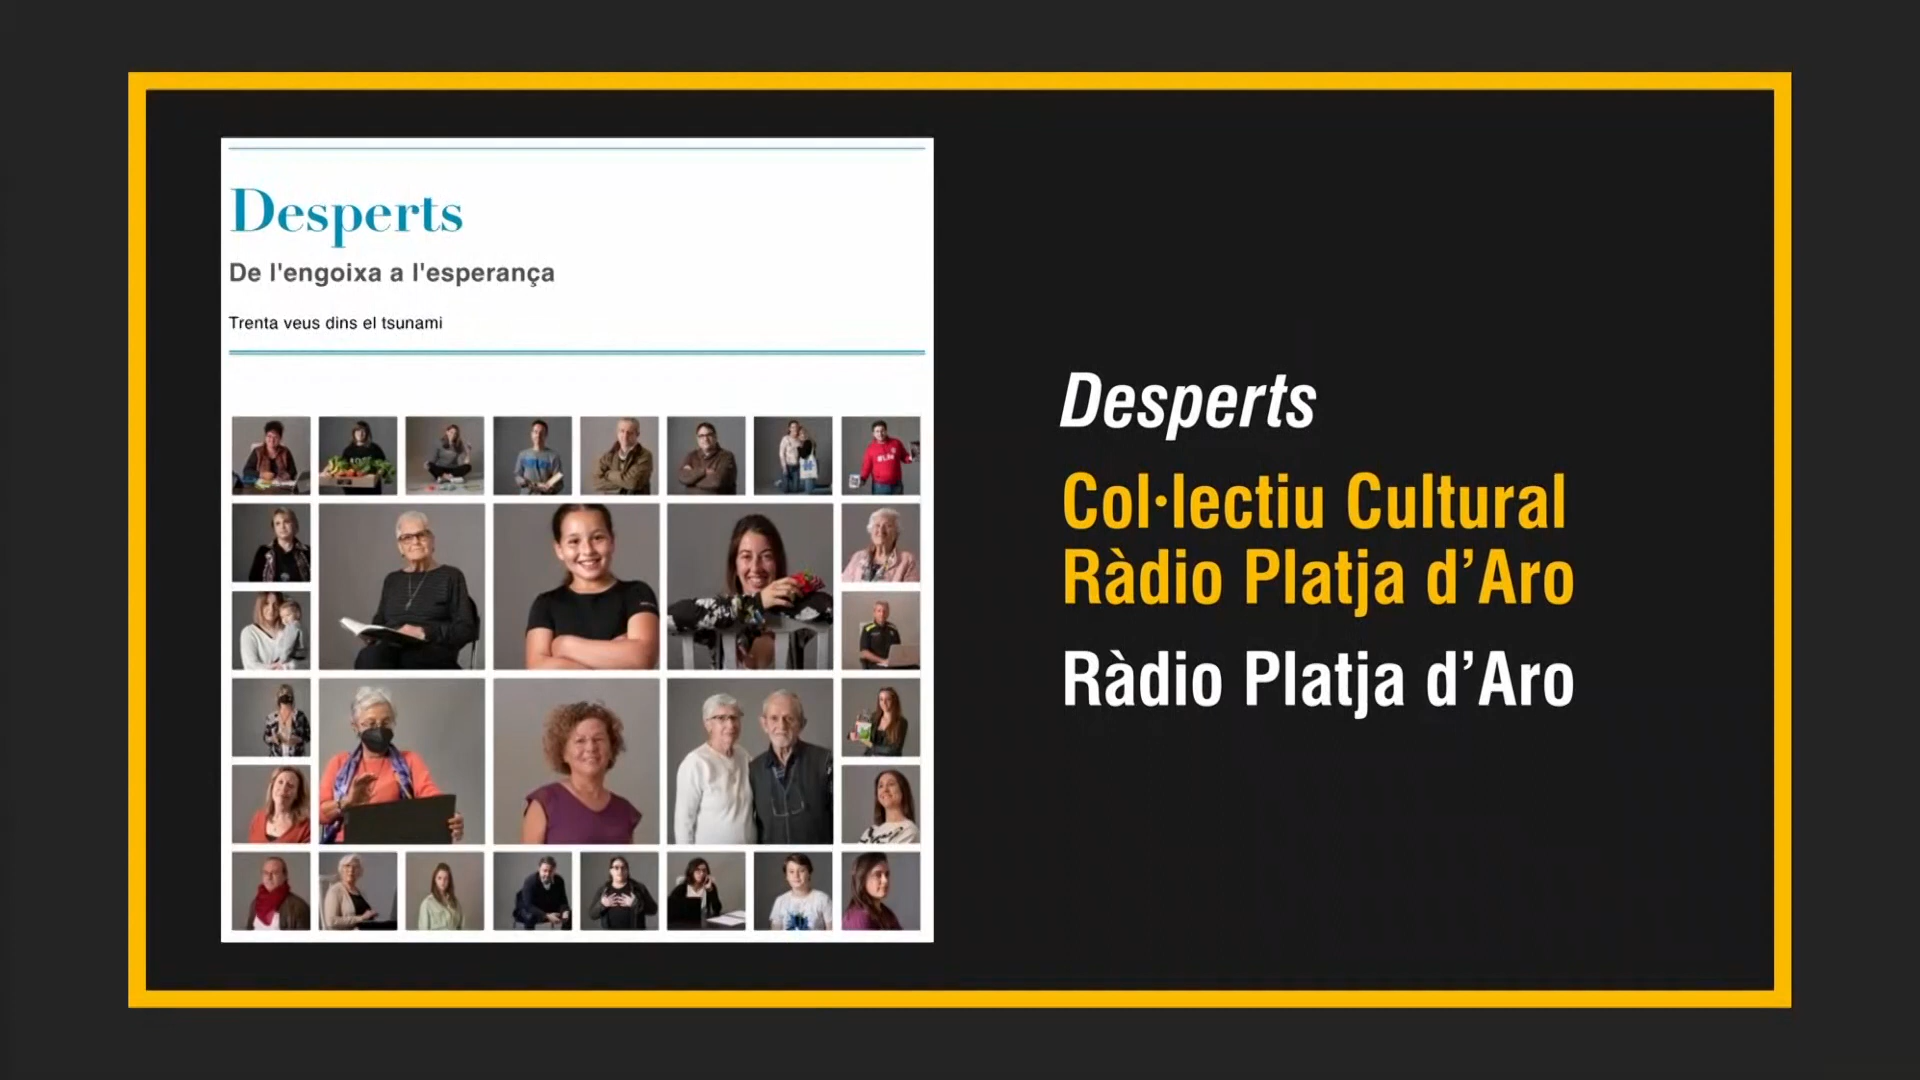 Desperts
De l'engoixa a l'esperança
Trenta veus dins el tsunami
Desperts
Col·lectiu Cultural
Ràdio Platja d’Aro
Ràdio Platja d’Aro